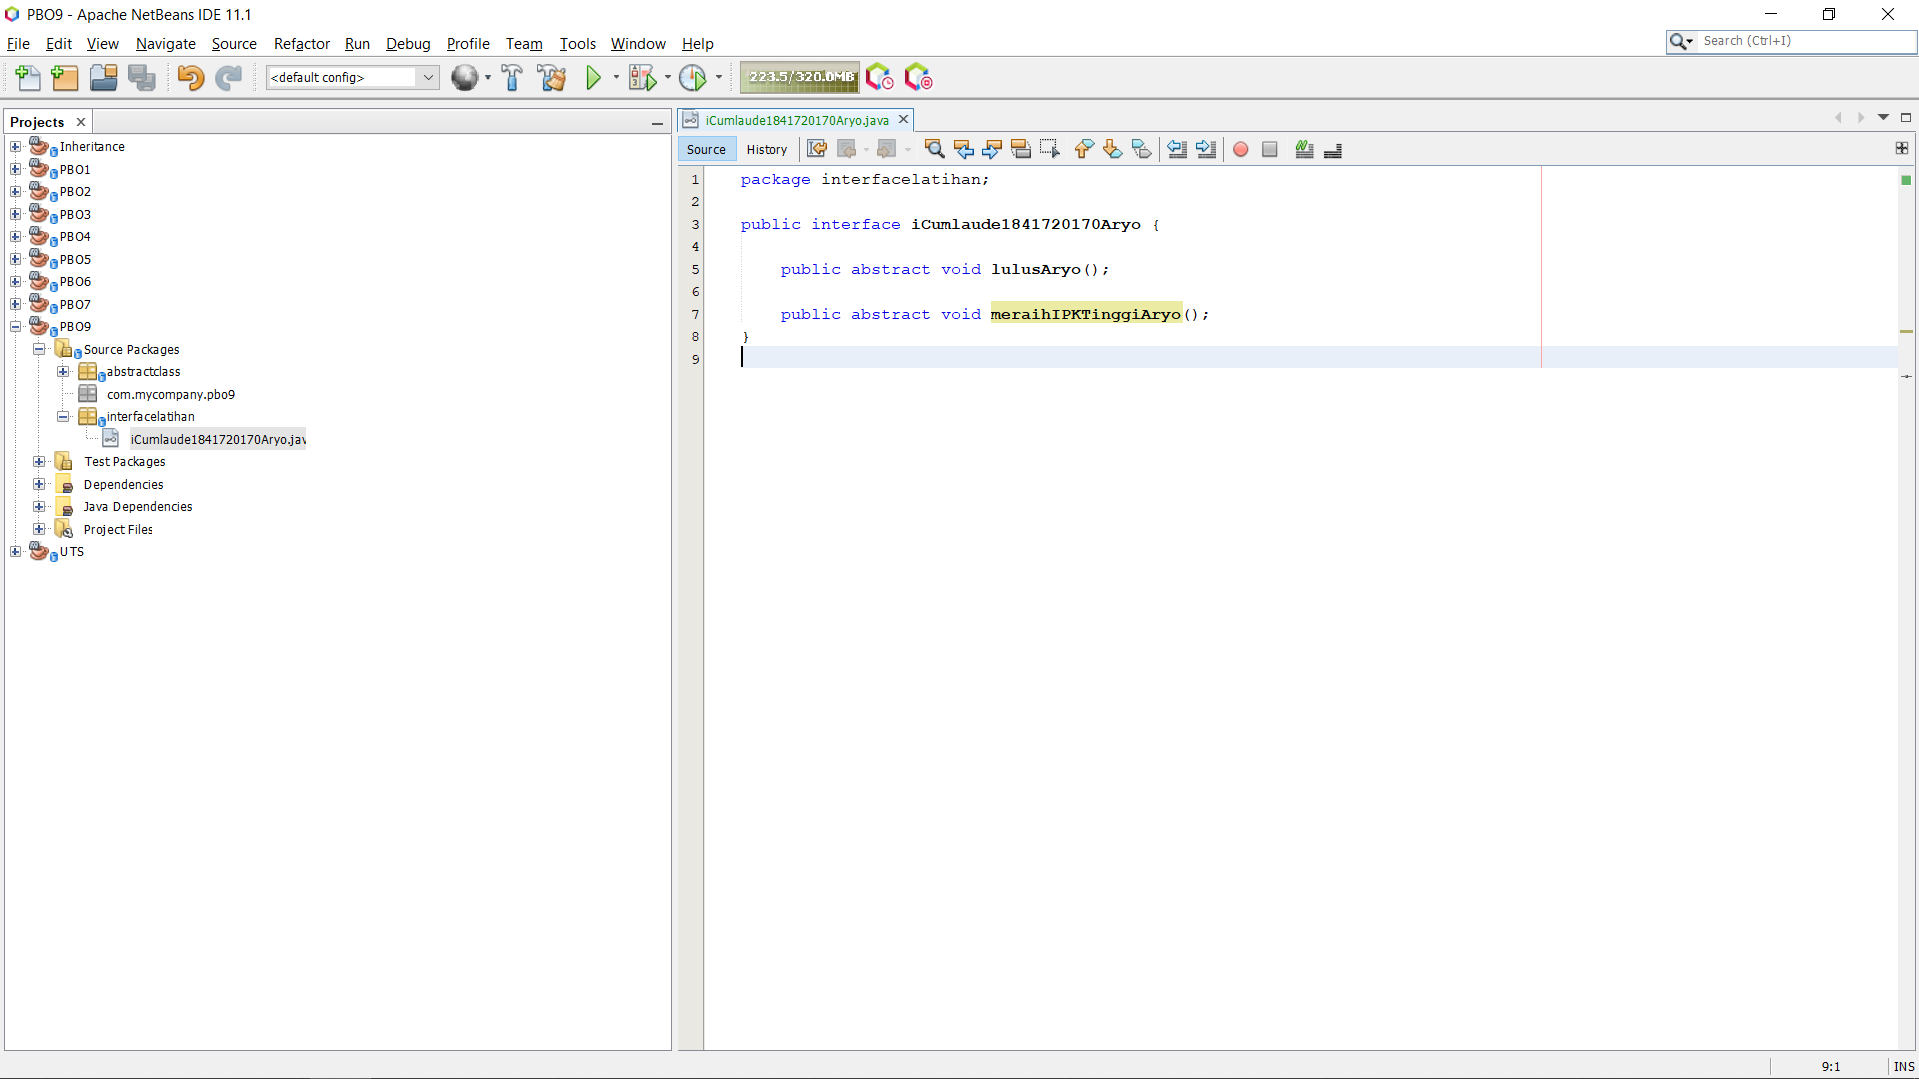 PBO9 - Apache NetBeans IDE 11.1
File Edit View Navigate Source Refactor Run Debug Profile Team Tools Window Help
Search (Ctrl+I)
<default config>
223.5/320.0MB
Projects
iCumlaude1841720170Aryo.java
Source History
Inheritance
PBO1
PBO2
PBO3
PBO4
PBO5
PBO6
PBO7
PBO9
Source Packages
abstractclass
com.mycompany.pbo9
interfacelatihan
iCumlaude1841720170Aryo.jav
Test Packages
Dependencies
Java Dependencies
Project Files
UTS
1 package interfacelatihan;
2
3 public interface iCumlaude1841720170Aryo {
4
5 public abstract void lulusAryo();
6
7 public abstract void meraihIPKTinggiAryo();
8 }
9
9:1 INS